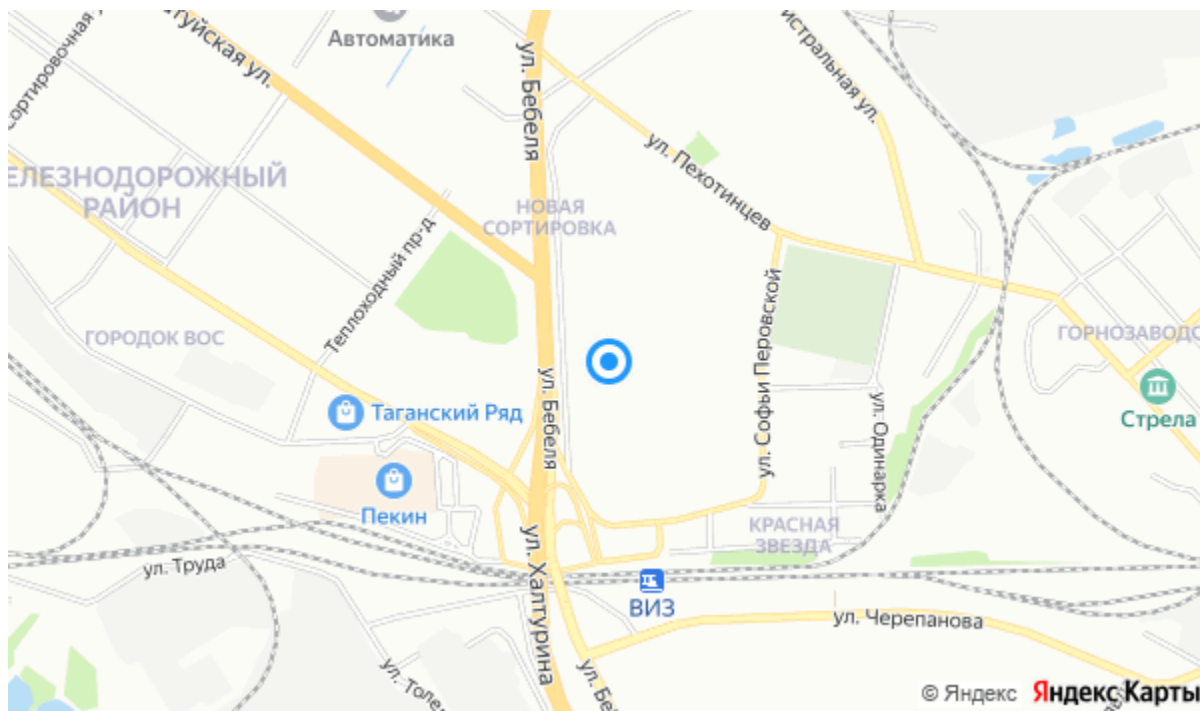 Автоматика
ортировочная
туйская ул.
ул. Бебеля
истральная ул.
ул. Пехотинцев
ЕЛЕЗНОДОРОЖНЫЙ
РАЙОН
НОВАЯ
СОРТИРОВКА
Теплоходный пр-д
ул. Софьи Перовской
ГОРОДОК ВОС
ГОРНОЗАВОДС
ул. Бебеля
Таганский Ряд
Стрела
ул. Одинарка
Пекин
КРАСНАЯ
ЗВЕЗДА
ул. Труда
ул. Халтурина
ВИЗ
ул. Черепанова
ул. Толе
ул. Бе
© Яндекс Яндекс Карты